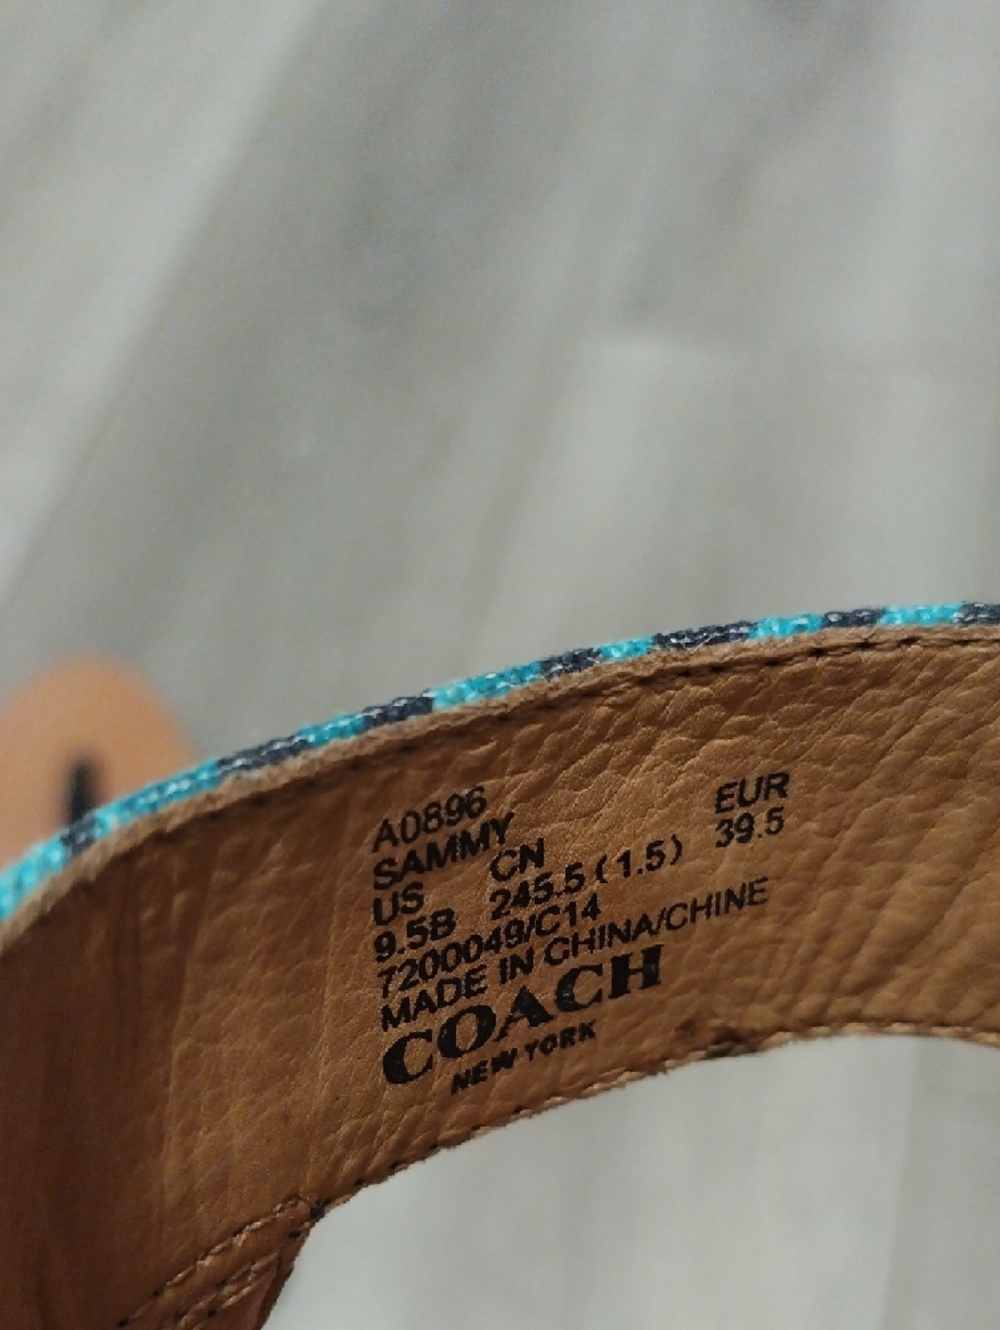 A0896
SAMMY
US CN EUR
9.5B 245.5 (1.5) 39.5
7200049/C14
MADE IN CHINA/CHINE
COACH
NEW YORK